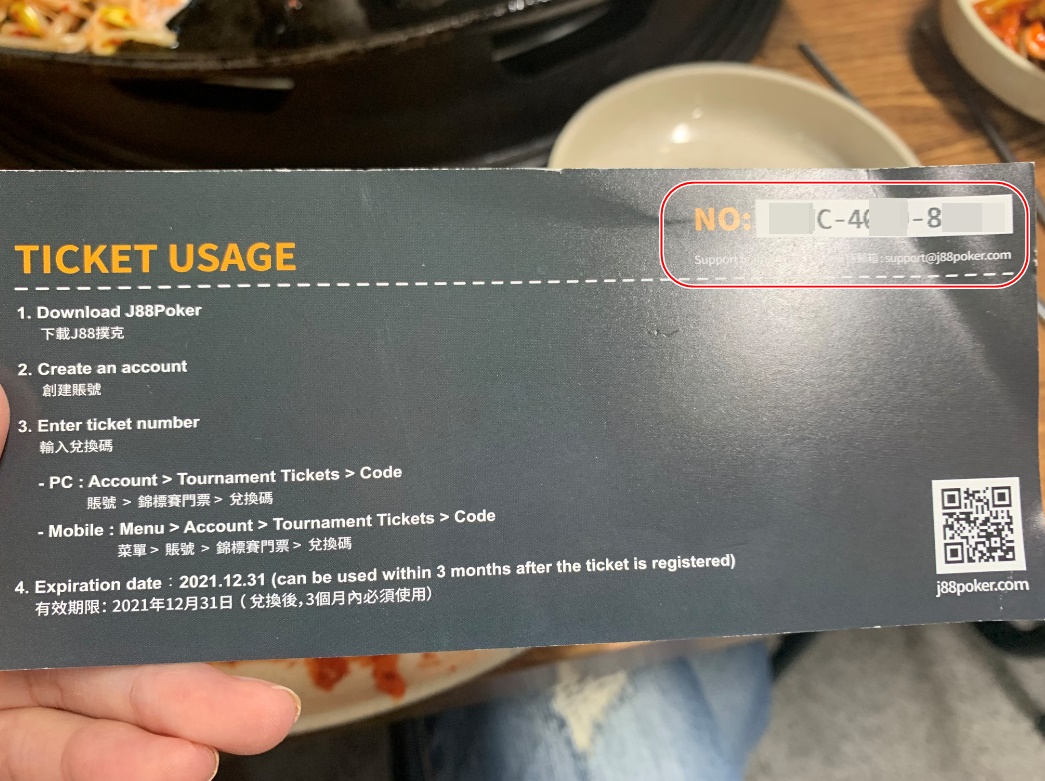 NO: C-4 -8
Support 郵箱 : support@j88poker.com
TICKET USAGE
1. Download J88Poker
下載J88撲克
2. Create an account
創建賬號
3. Enter ticket number
輸入兌換碼
- PC : Account > Tournament Tickets > Code
賬號 > 錦標賽門票 > 兌換碼
- Mobile : Menu > Account > Tournament Tickets > Code
菜單 > 賬號 > 錦標賽門票 > 兌換碼
4. Expiration date : 2021.12.31 (can be used within 3 months after the ticket is registered)
有效期限: 2021年12月31日 ( 兌換後, 3個月內必須使用)
j88poker.com